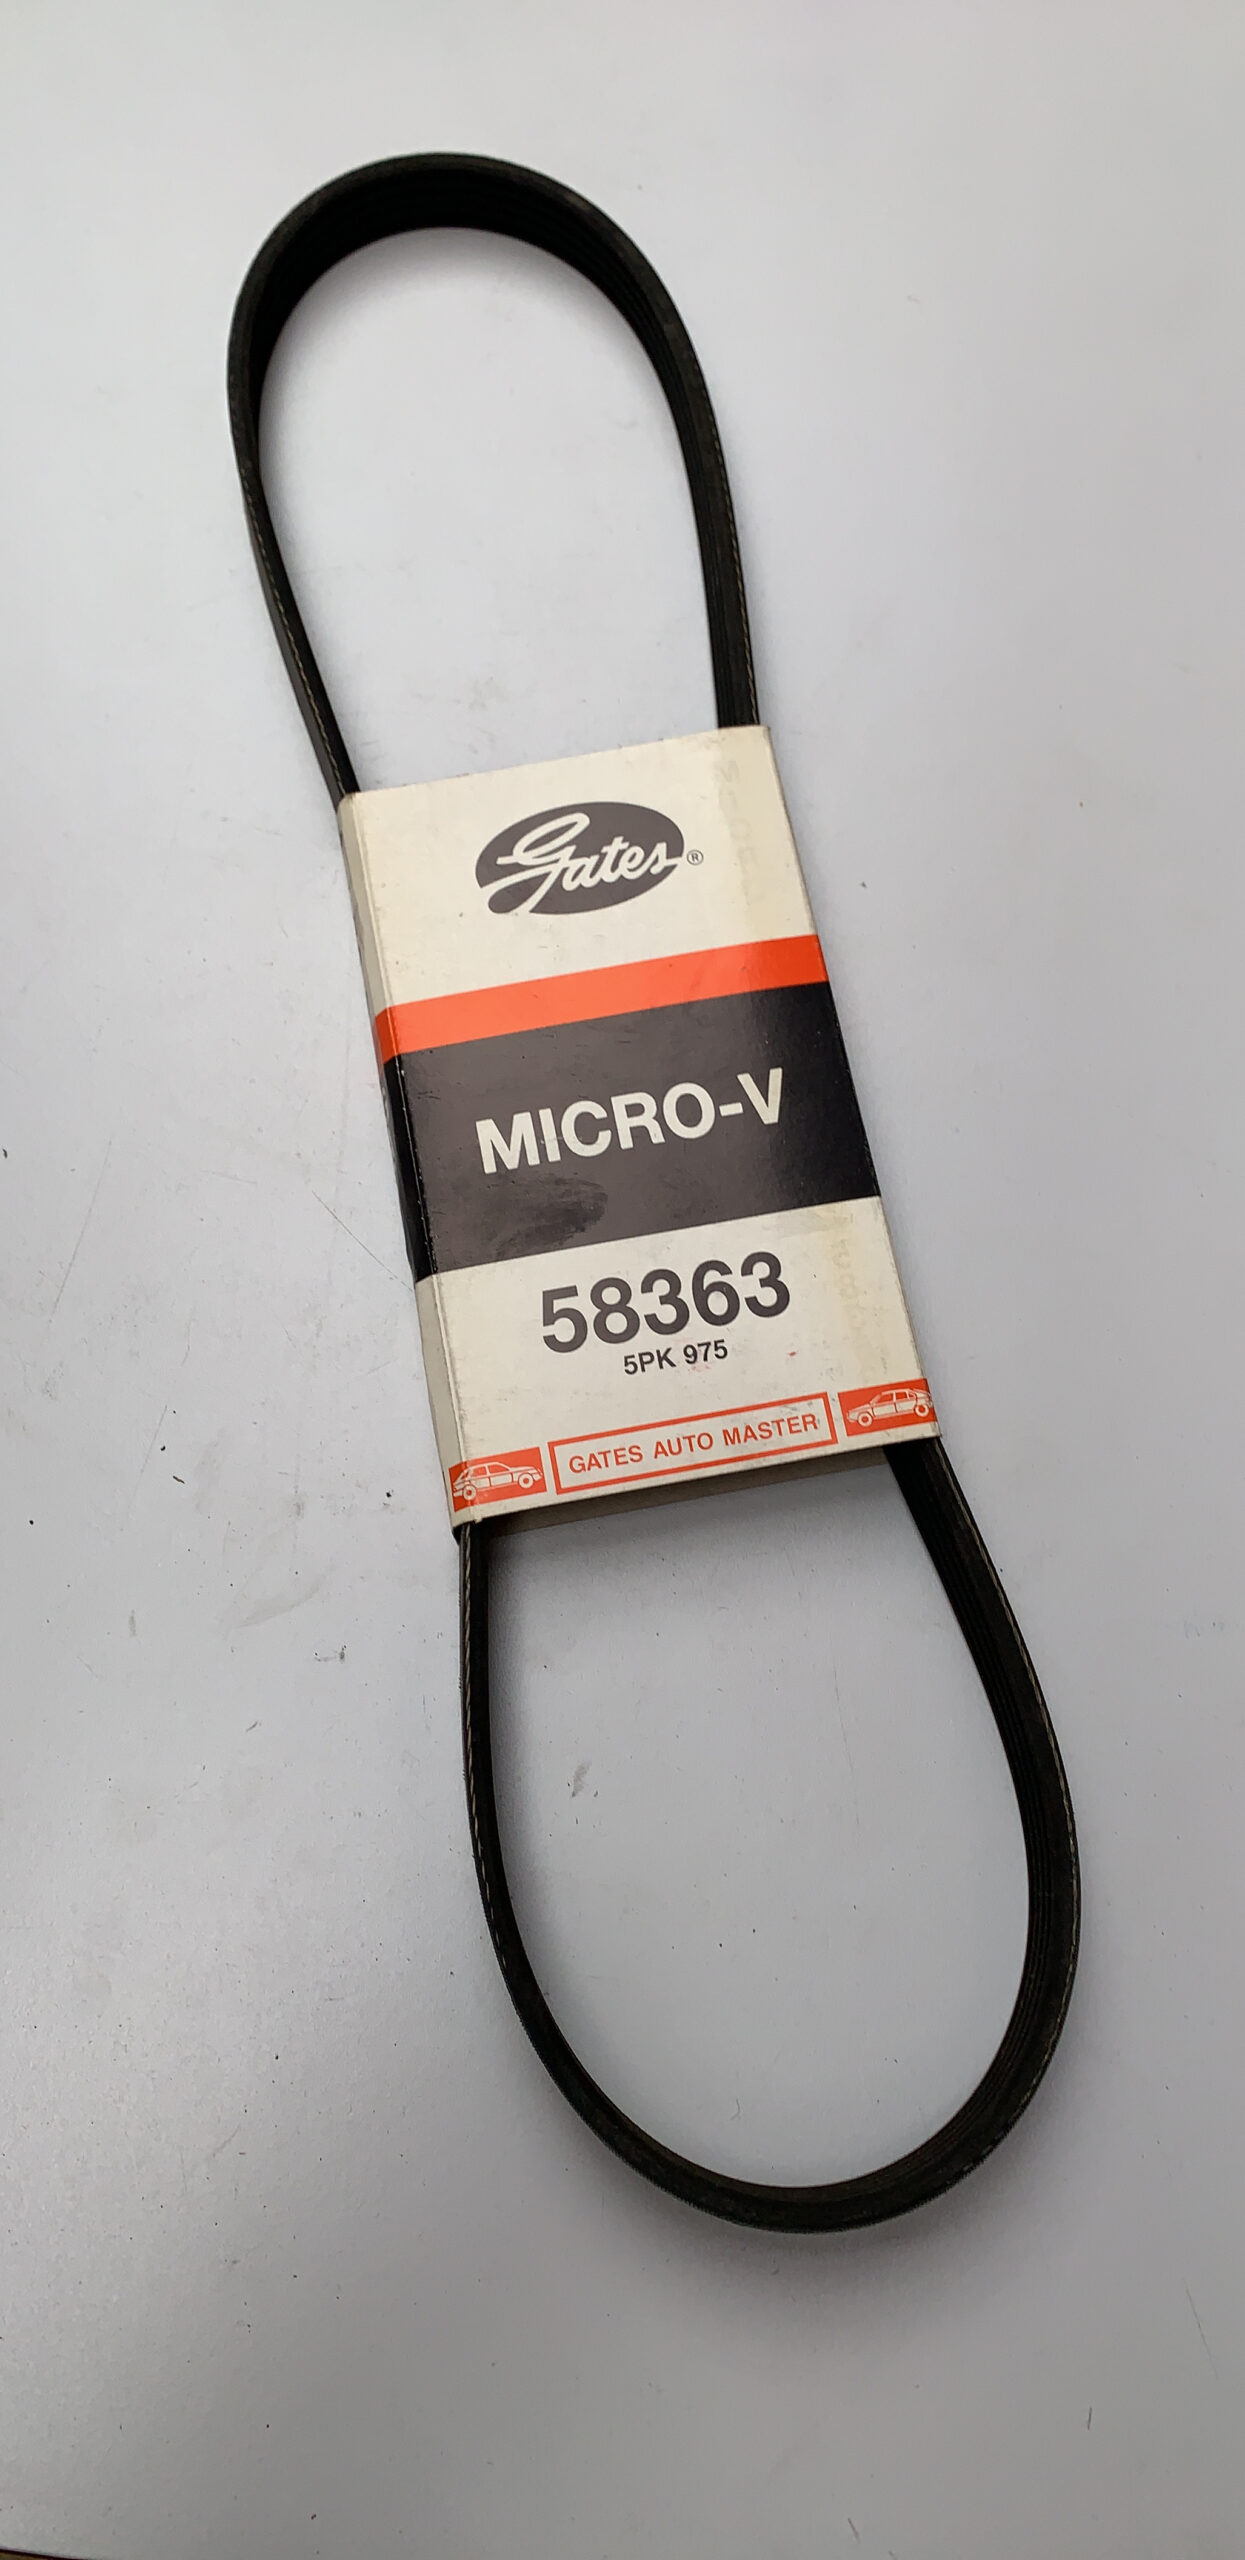 Gates®
MICRO-V
58363
5PK 975
GATES AUTO MASTER